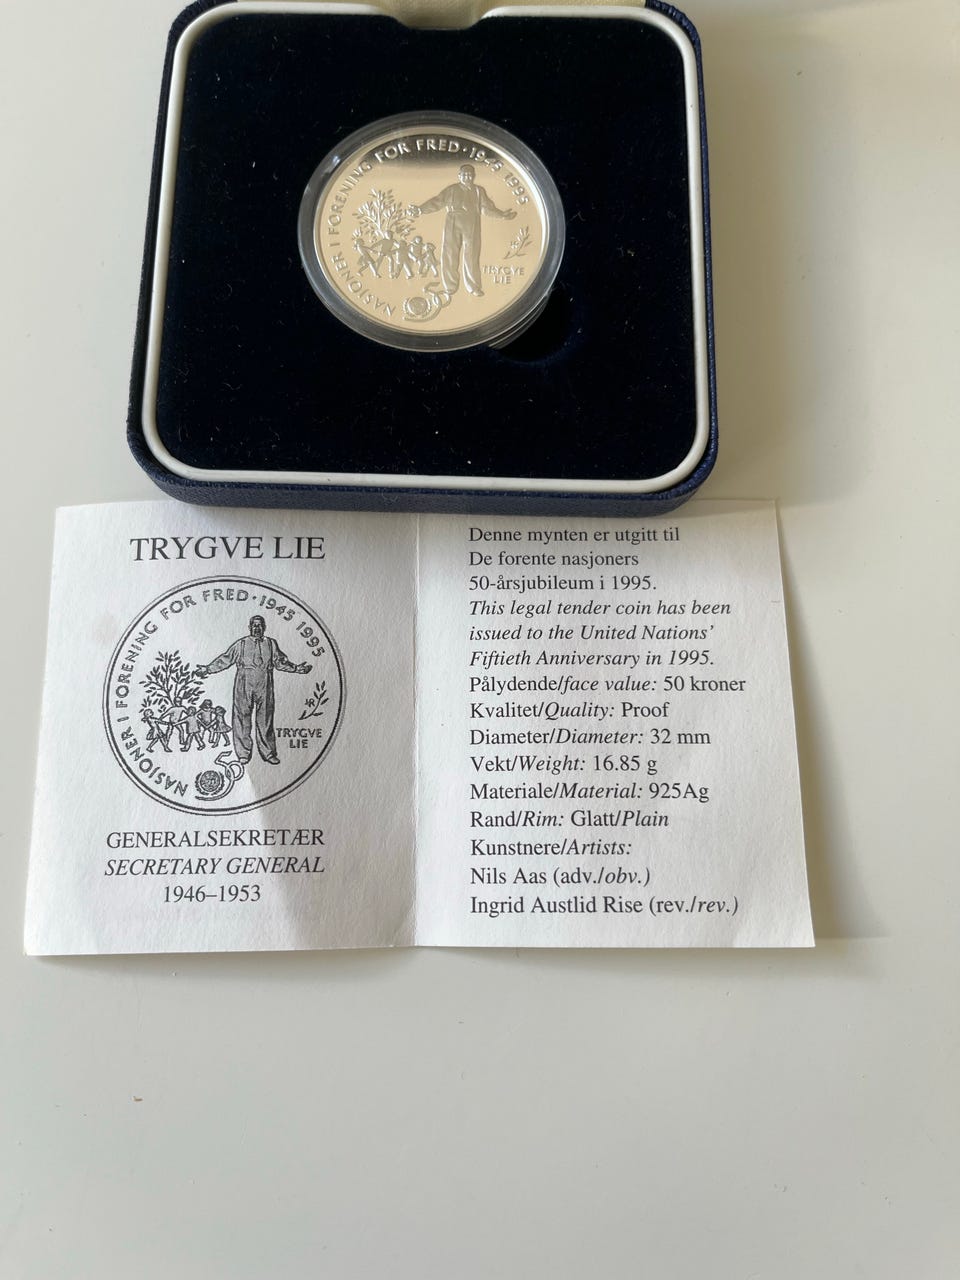 NASJONER I FORENING FOR FRED · 1945 1995
TRYGVE
LIE
50
TRYGVE LIE
NASJONER I FORENING FOR FRED · 1945 1995
TRYGVE
LIE
50
GENERALSEKRETÆR
SECRETARY GENERAL
1946–1953
Denne mynten er utgitt til
De forente nasjoners
50-årsjubileum i 1995.
This legal tender coin has been
issued to the United Nations’
Fiftieth Anniversary in 1995.
Pålydende/face value: 50 kroner
Kvalitet/Quality: Proof
Diameter/Diameter: 32 mm
Vekt/Weight: 16.85 g
Materiale/Material: 925Ag
Rand/Rim: Glatt/Plain
Kunstnere/Artists:
Nils Aas (adv./obv.)
Ingrid Austlid Rise (rev./rev.)